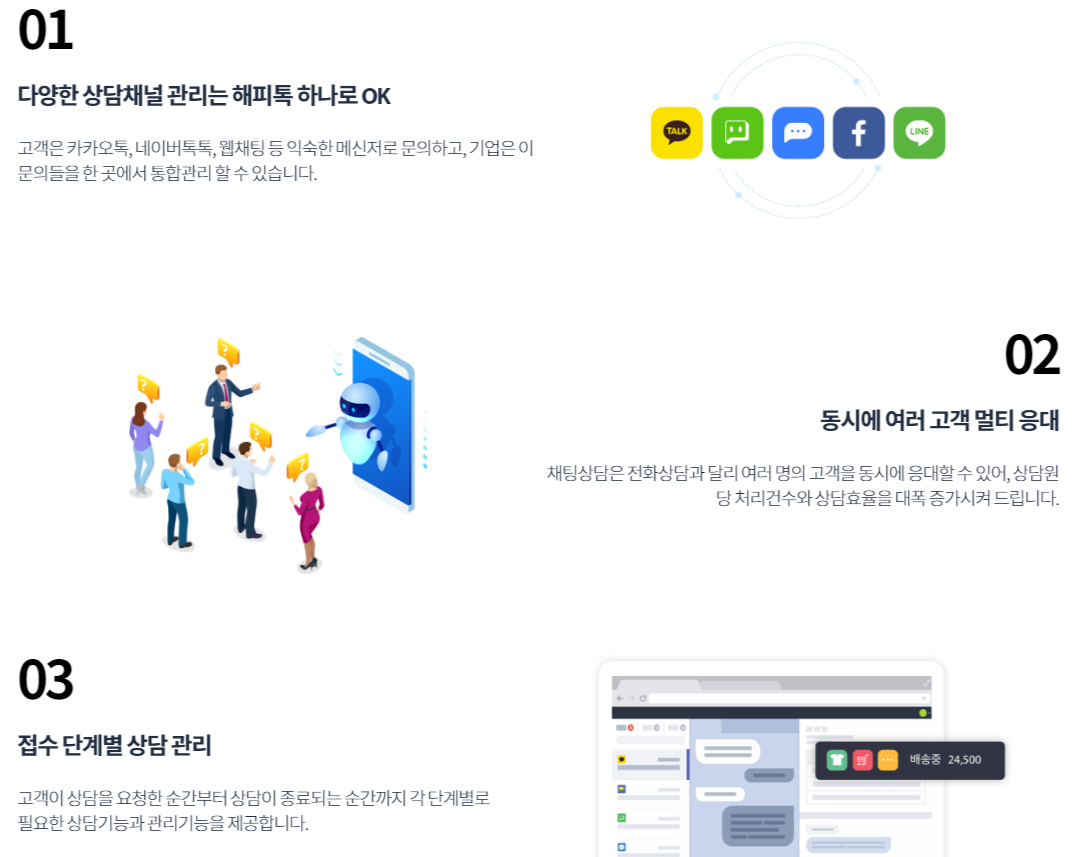 01
다양한 상담채널 관리는 해피톡 하나로 OK
고객은 카카오톡, 네이버톡톡, 웹채팅 등 익숙한 메신저로 문의하고, 기업은 이
문의들을 한 곳에서 통합관리 할 수 있습니다.
TALK
LINE
02
동시에 여러 고객 멀티 응대
채팅상담은 전화상담과 달리 여러 명의 고객을 동시에 응대할 수 있어, 상담원
당 처리건수와 상담효율을 대폭 증가시켜 드립니다.
? ? ? ? ?
03
접수 단계별 상담 관리
고객이 상담을 요청한 순간부터 상담이 종료되는 순간까지 각 단계별로
필요한 상담기능과 관리기능을 제공합니다.
배송중 24,500